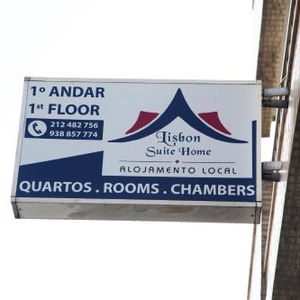 1º ANDAR
1st FLOOR
212 482 756
938 857 774
Lisbon
Suite Home
ALOJAMENTO LOCAL
QUARTOS . ROOMS . CHAMBERS